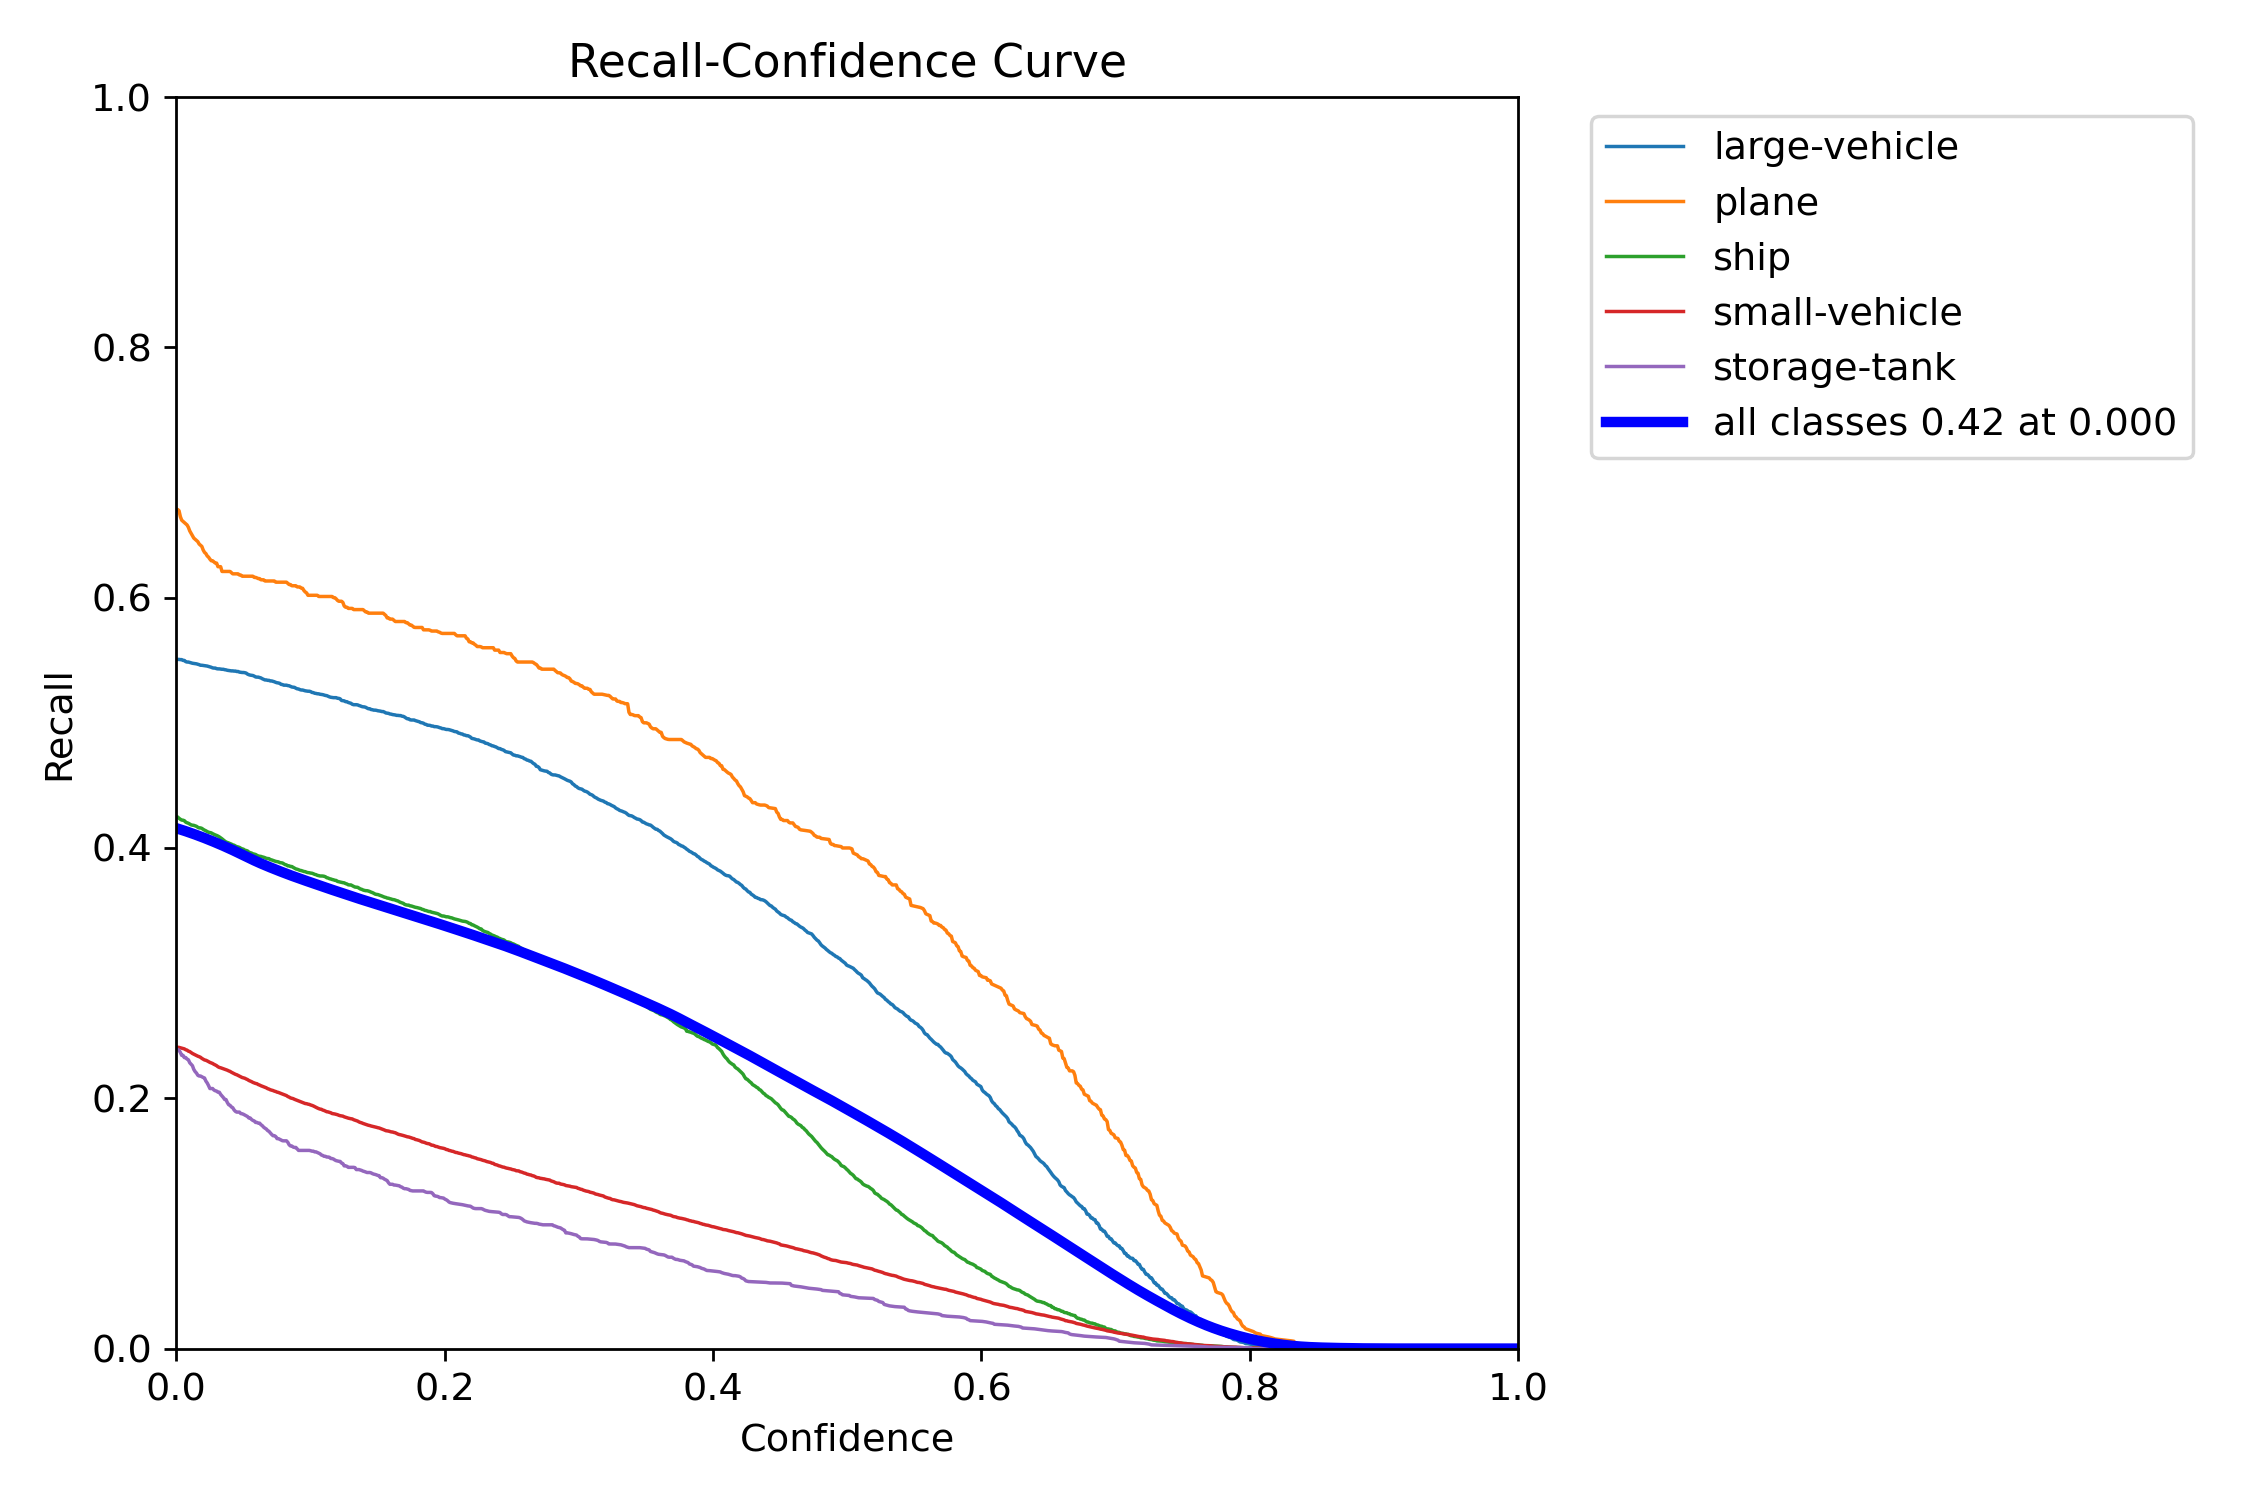 Recall-Confidence Curve
1.0
0.8
0.6
0.4
0.2
0.0
Recall
0.0 0.2 0.4 0.6 0.8 1.0
Confidence
large-vehicle
plane
ship
small-vehicle
storage-tank
all classes 0.42 at 0.000